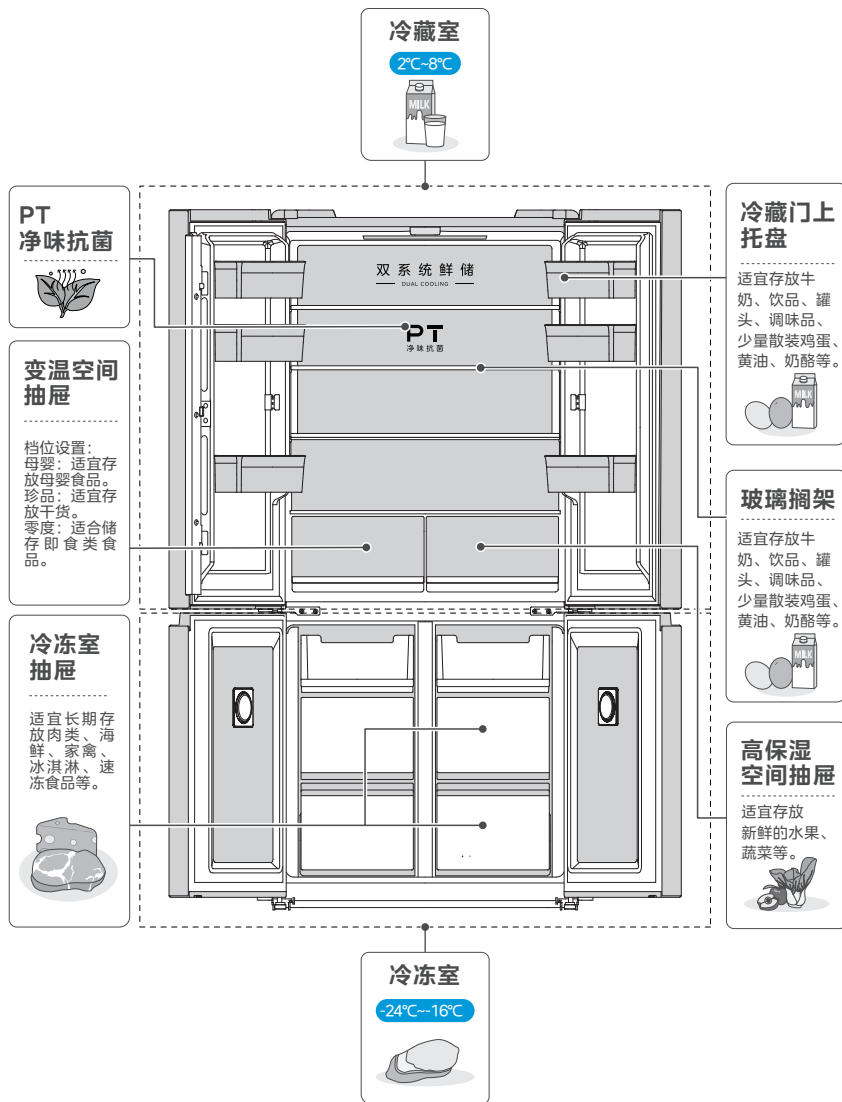 冷藏室
2℃~8℃
MILK
PT
净味抗菌
变温空间
抽屉
档位设置：
母婴：适宜存
放母婴食品。
珍品：适宜存
放干货。
零度：适合储
存即食类食
品。
冷冻室
抽屉
适宜长期存
放肉类、海
鲜、家禽、
冰淇淋、速
冻食品等。
双系统鲜储
DUAL COOLING
PT
净味抗菌
冷藏门上
托盘
适宜存放牛
奶、饮品、罐
头、调味品、
少量散装鸡蛋、
黄油、奶酪等。
MILK
玻璃搁架
适宜存放牛
奶、饮品、罐
头、调味品、
少量散装鸡蛋、
黄油、奶酪等。
MILK
高保湿
空间抽屉
适宜存放
新鲜的水果、
蔬菜等。
冷冻室
-24℃~-16℃